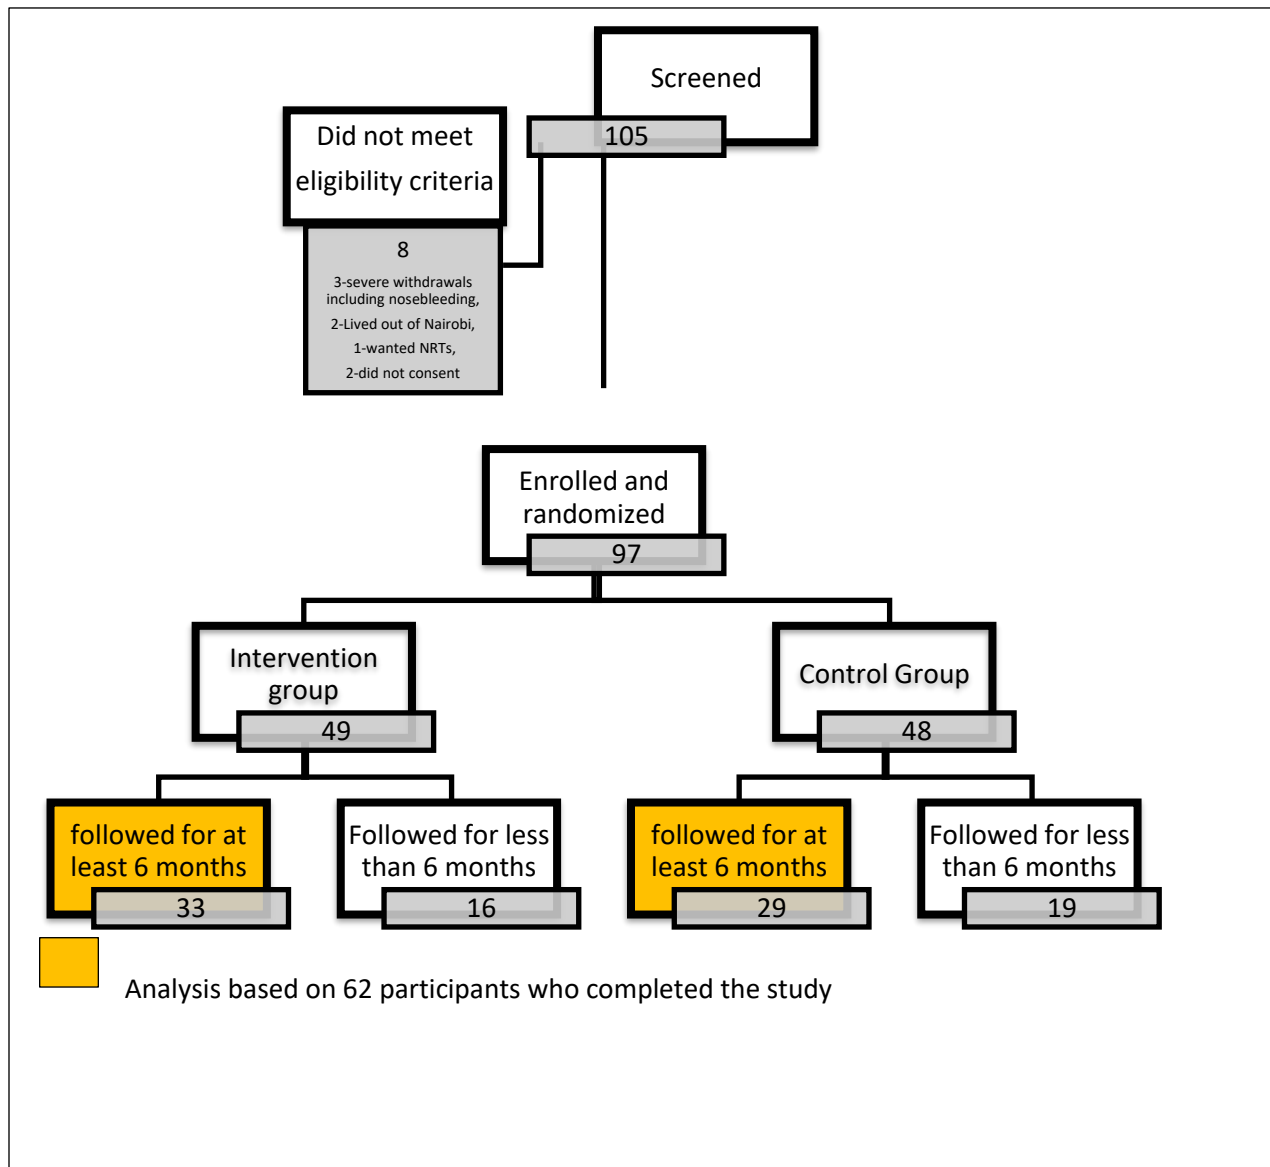 Screened
105
Did not meet
eligibility criteria
8
3-severe withdrawals
including nosebleeding,
2-Lived out of Nairobi,
1-wanted NRTs,
2-did not consent
Enrolled and
randomized
97
Intervention
group
49
Control Group
48
followed for at
least 6 months
33
Followed for less
than 6 months
16
followed for at
least 6 months
29
Followed for less
than 6 months
19
Analysis based on 62 participants who completed the study